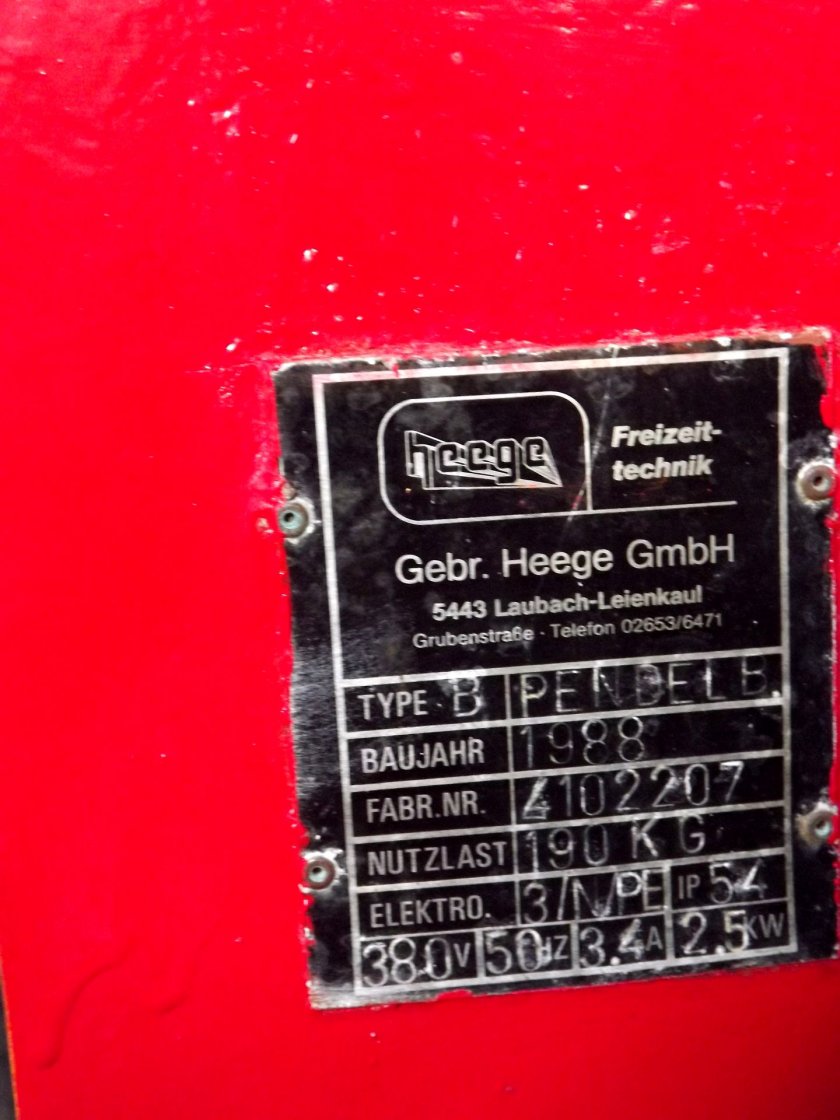 heege
Freizeit-
technik
Gebr. Heege GmbH
5443 Laubach-Leienkaul
Grubenstraße · Telefon 02653/6471
TYPE B PENDELB.
BAUJAHR 1988
FABR.NR. 4102207
NUTZLAST 190 KG
ELEKTRO. 3/N/PE IP 54
380V 50HZ 3.4A 2.5KW